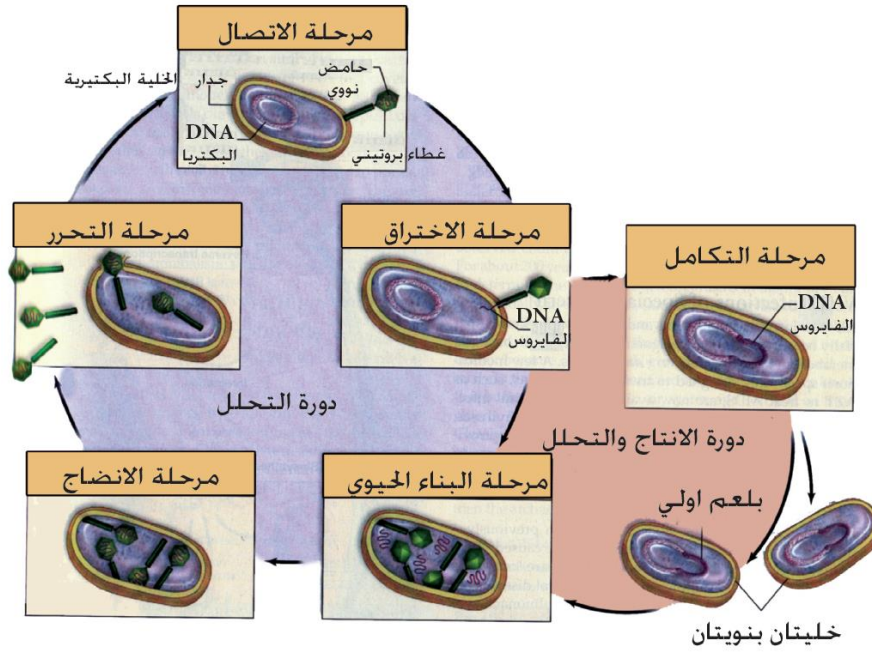 مرحلة الاتصال
حامض
نووي
جدار الخلية البكتيرية
DNA
البكتريا
غطاء بروتيني
مرحلة الاختراق
DNA
الفايروس
مرحلة التكامل
DNA
الفايروس
مرحلة التحرر
دورة التحلل
دورة الانتاج والتحلل
مرحلة البناء الحيوي
مرحلة الانضاج
بلعم اولي
خليتان بنويتان